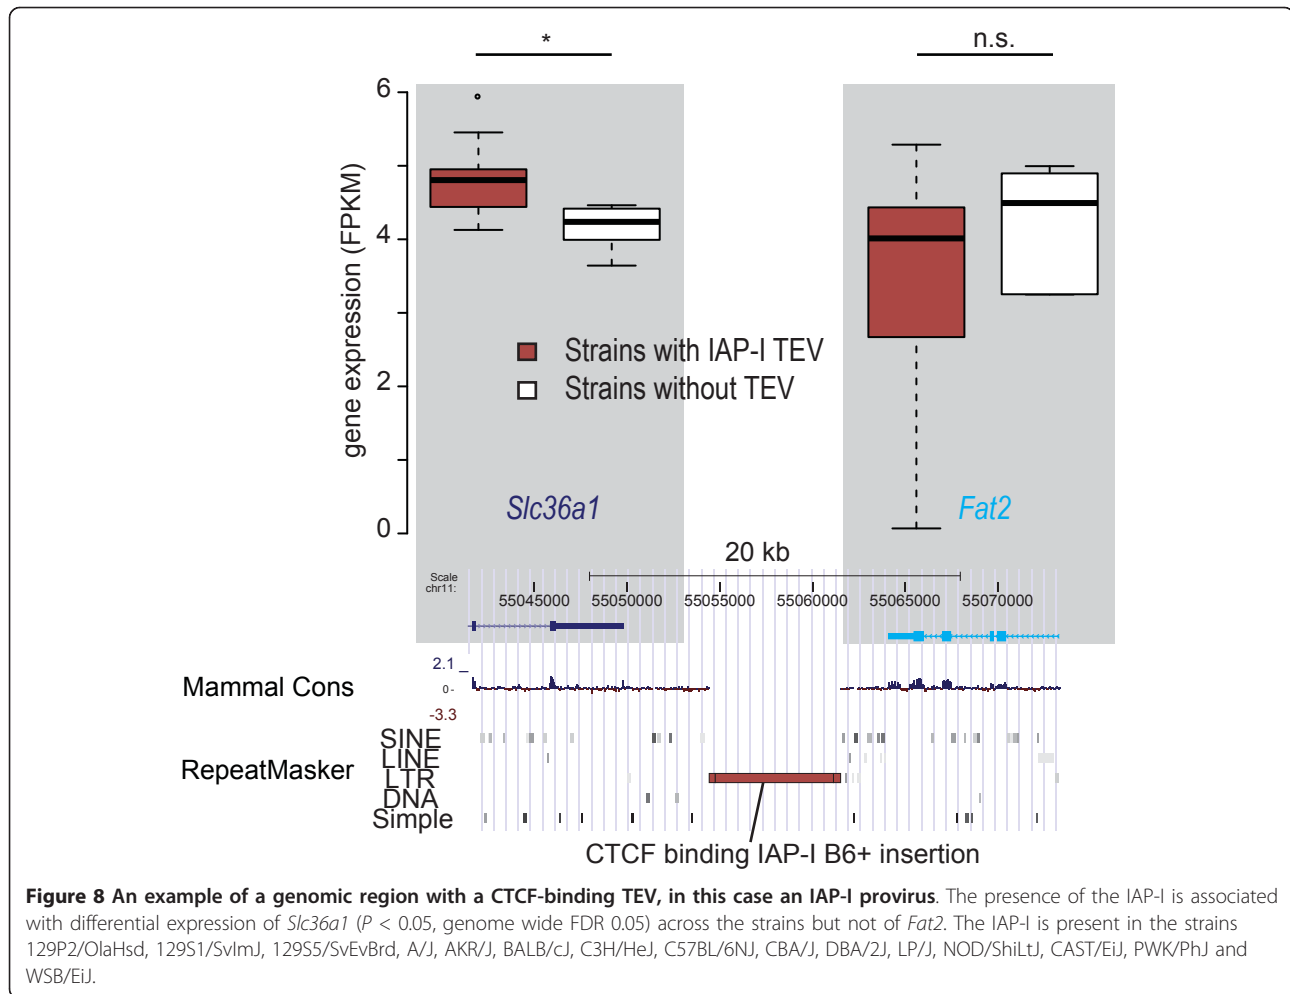 *
n.s.
6
4
2
0
gene expression (FPKM)
Strains with IAP-I TEV
Strains without TEV
Slc36a1
Fat2
20 kb
Scale
chr11:
55045000 55050000 55055000 55060000 55065000 55070000
Mammal Cons
2.1
0-
-3.3
RepeatMasker
SINE
LINE
LTR
DNA
Simple
CTCF binding IAP-I B6+ insertion
Figure 8 An example of a genomic region with a CTCF-binding TEV, in this case an IAP-I provirus. The presence of the IAP-I is associated
with differential expression of Slc36a1 (P < 0.05, genome wide FDR 0.05) across the strains but not of Fat2. The IAP-I is present in the strains
129P2/OlaHsd, 129S1/SvImJ, 129S5/SvEvBrd, A/J, AKR/J, BALB/cJ, C3H/HeJ, C57BL/6NJ, CBA/J, DBA/2J, LP/J, NOD/ShiLtJ, CAST/EiJ, PWK/PhJ and
WSB/EiJ.